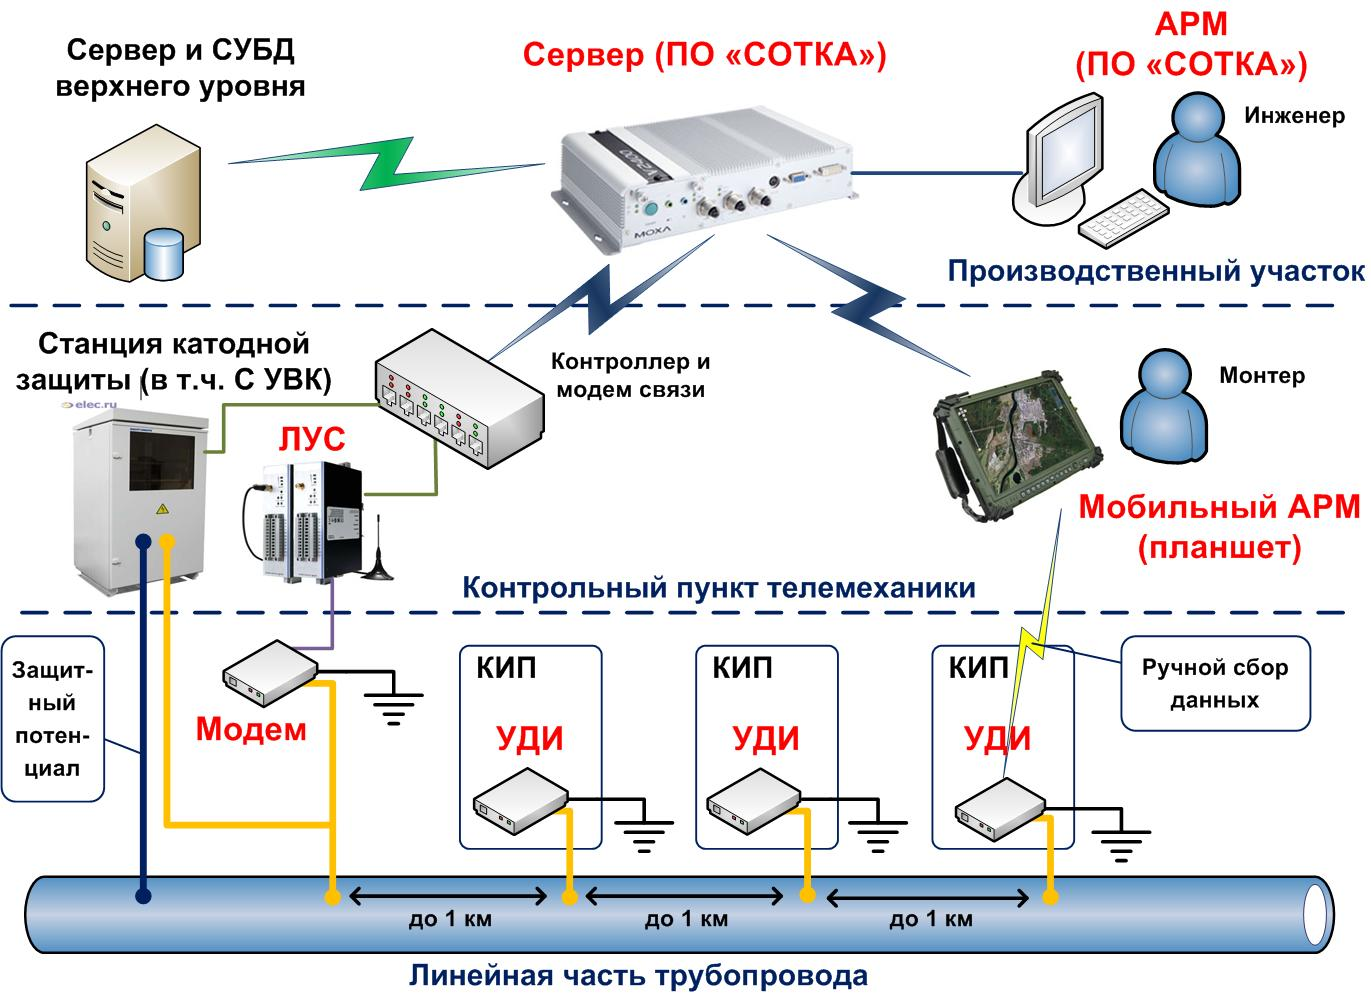 Сервер и СУБД
верхнего уровня
Сервер (ПО «СОТКА»)
АРМ
(ПО «СОТКА»)
Инженер
V2400
MOXA
Производственный участок
Станция катодной
защиты (в т.ч. С УВК)
elec.ru
Контроллер и
модем связи
Монтер
ЛУС
Мобильный АРМ
(планшет)
Контрольный пункт телемеханики
Защит-
ный
потен-
циал
Модем
КИП
УДИ
КИП
УДИ
КИП
УДИ
Ручной сбор
данных
до 1 км
до 1 км
до 1 км
Линейная часть трубопровода